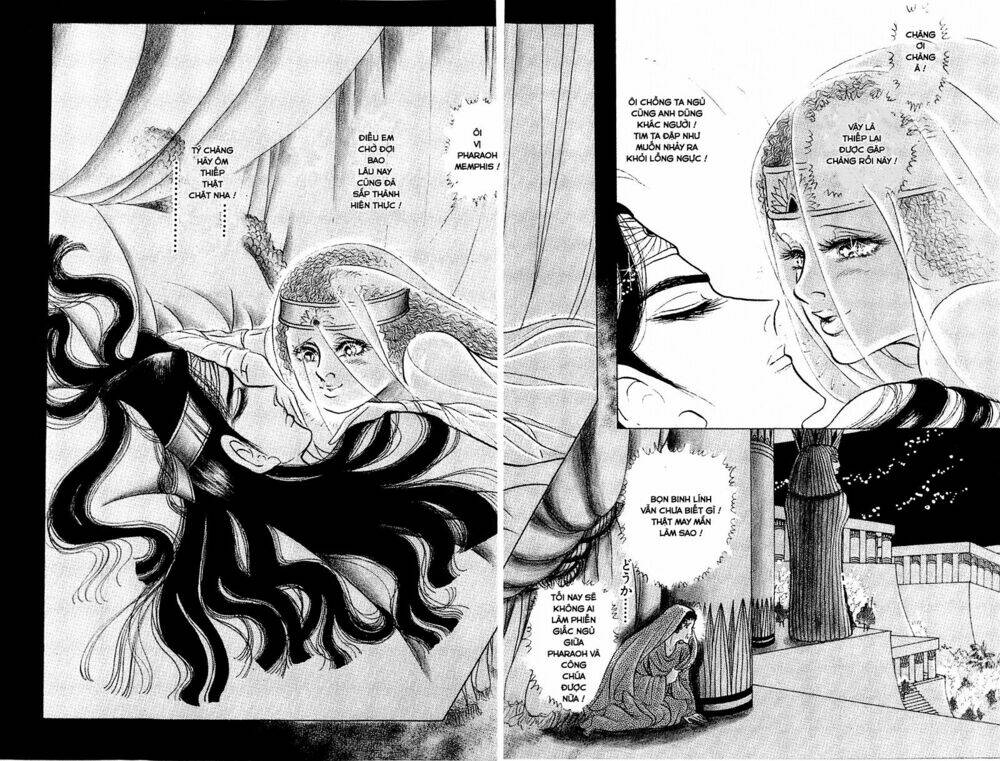 CHÀNG
ƠI
CHÀNG
À !
VẬY LÀ
THIẾP LẠI
ĐƯỢC GẶP
CHÀNG RỒI NÀY !
ÔI CHỒNG TA NGỦ
CŨNG ANH DŨNG
KHÁC NGƯỜI !
TIM TA ĐẬP NHƯ
MUỐN NHẢY RA
KHỎI LỒNG NGỰC !
BỌN BINH LÍNH
VẪN CHƯA BIẾT GÌ !
THẬT MAY MẮN
LÀM SAO !
どうか……
TỐI NAY SẼ
KHÔNG AI
LÀM PHIỀN
GIẤC NGỦ
GIỮA
PHARAOH VÀ
CÔNG
CHÚA
ĐƯỢC
NỮA !
ÔI
VỊ
PHARAOH
MEMPHIS !
ĐIỀU EM
CHỜ ĐỢI
BAO
LÂU NAY
CŨNG ĐÃ
SẮP THÀNH
HIỆN THỰC !
TỶ CHÀNG
HÃY ÔM
THIẾP
THẬT
CHẶT NHA !